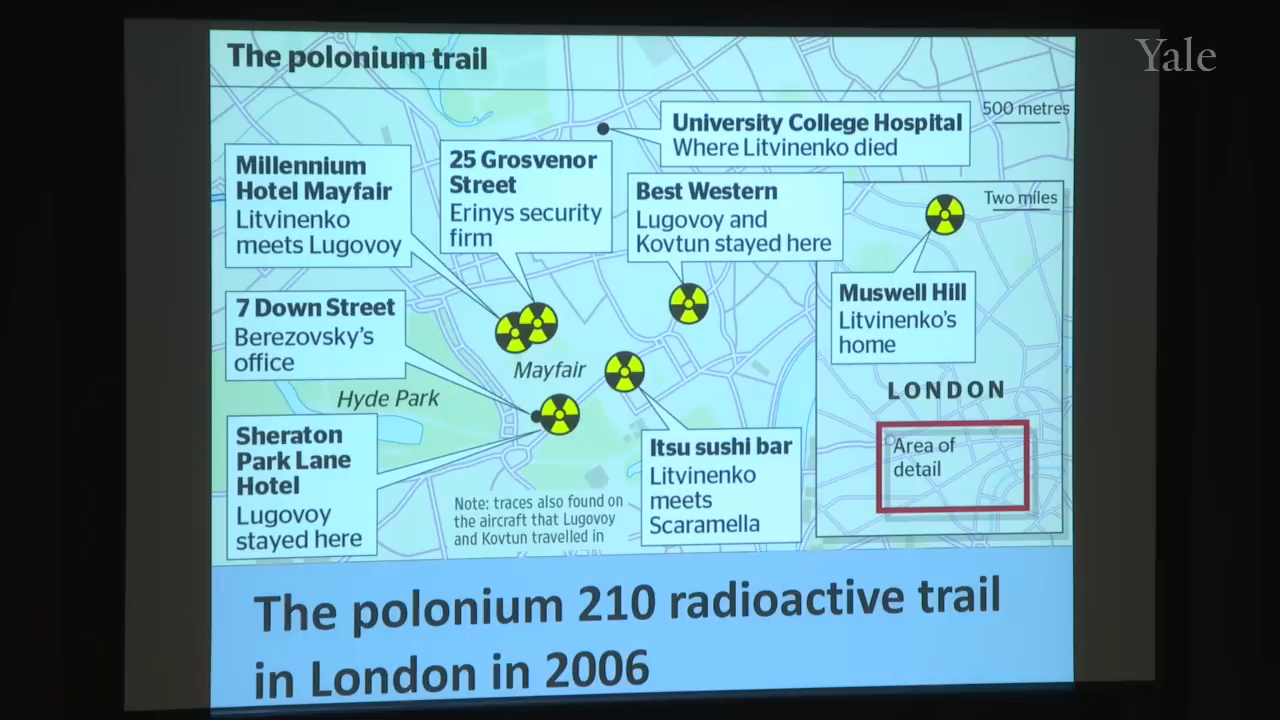 The polonium trail
Yale
500 metres
University College Hospital
Where Litvinenko died
Millennium
Hotel Mayfair
Litvinenko
meets Lugovoy
25 Grosvenor
Street
Erinys security
firm
Best Western
Lugovoy and
Kovtun stayed here
Two miles
7 Down Street
Berezovsky's
office
Muswell Hill
Litvinenko's
home
Mayfair
Hyde Park
LONDON
Area of
detail
Sheraton
Park Lane
Hotel
Lugovoy
stayed here
Itsu sushi bar
Litvinenko
meets
Scaramella
Note: traces also found on
the aircraft that Lugovoy
and Kovtun travelled in
The polonium 210 radioactive trail
in London in 2006